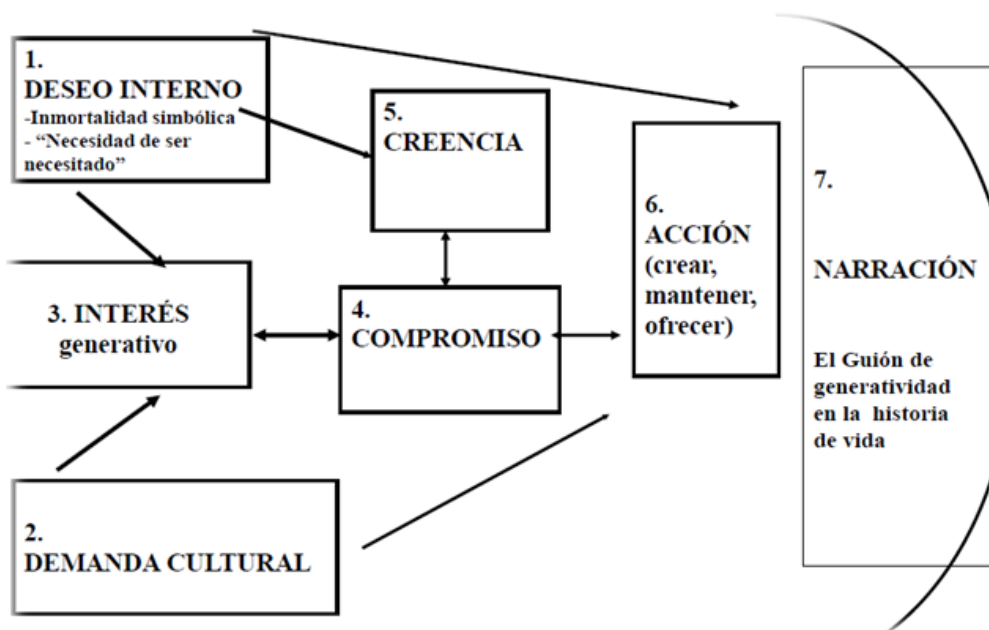 1.
DESEO INTERNO
-Inmortalidad simbólica
- “Necesidad de ser
necesitado”
5.
CREENCIA
6.
ACCIÓN
(crear,
mantener,
ofrecer)
7.
NARRACIÓN
El Guión de
generatividad
en la historia
de vida
3. INTERÉS
generativo
4.
COMPROMISO
2.
DEMANDA CULTURAL